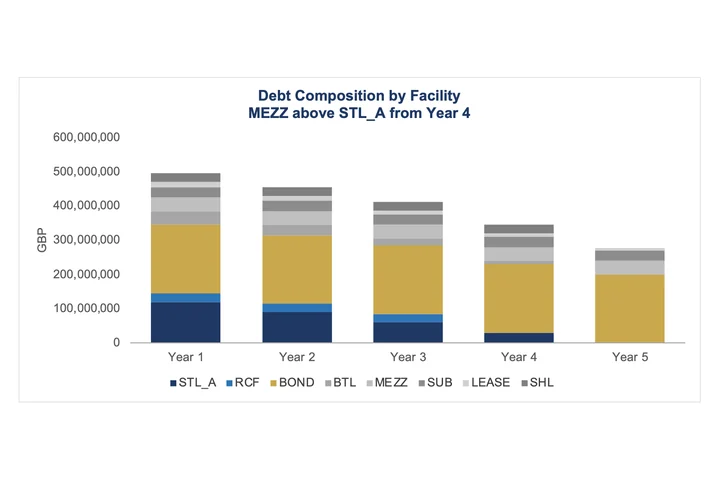 Debt Composition by Facility
MEZZ above STL_A from Year 4
600,000,000
500,000,000
400,000,000
300,000,000
200,000,000
100,000,000
0
GBP
Year 1 Year 2 Year 3 Year 4 Year 5
STL_A RCF BOND BTL MEZZ SUB LEASE SHL